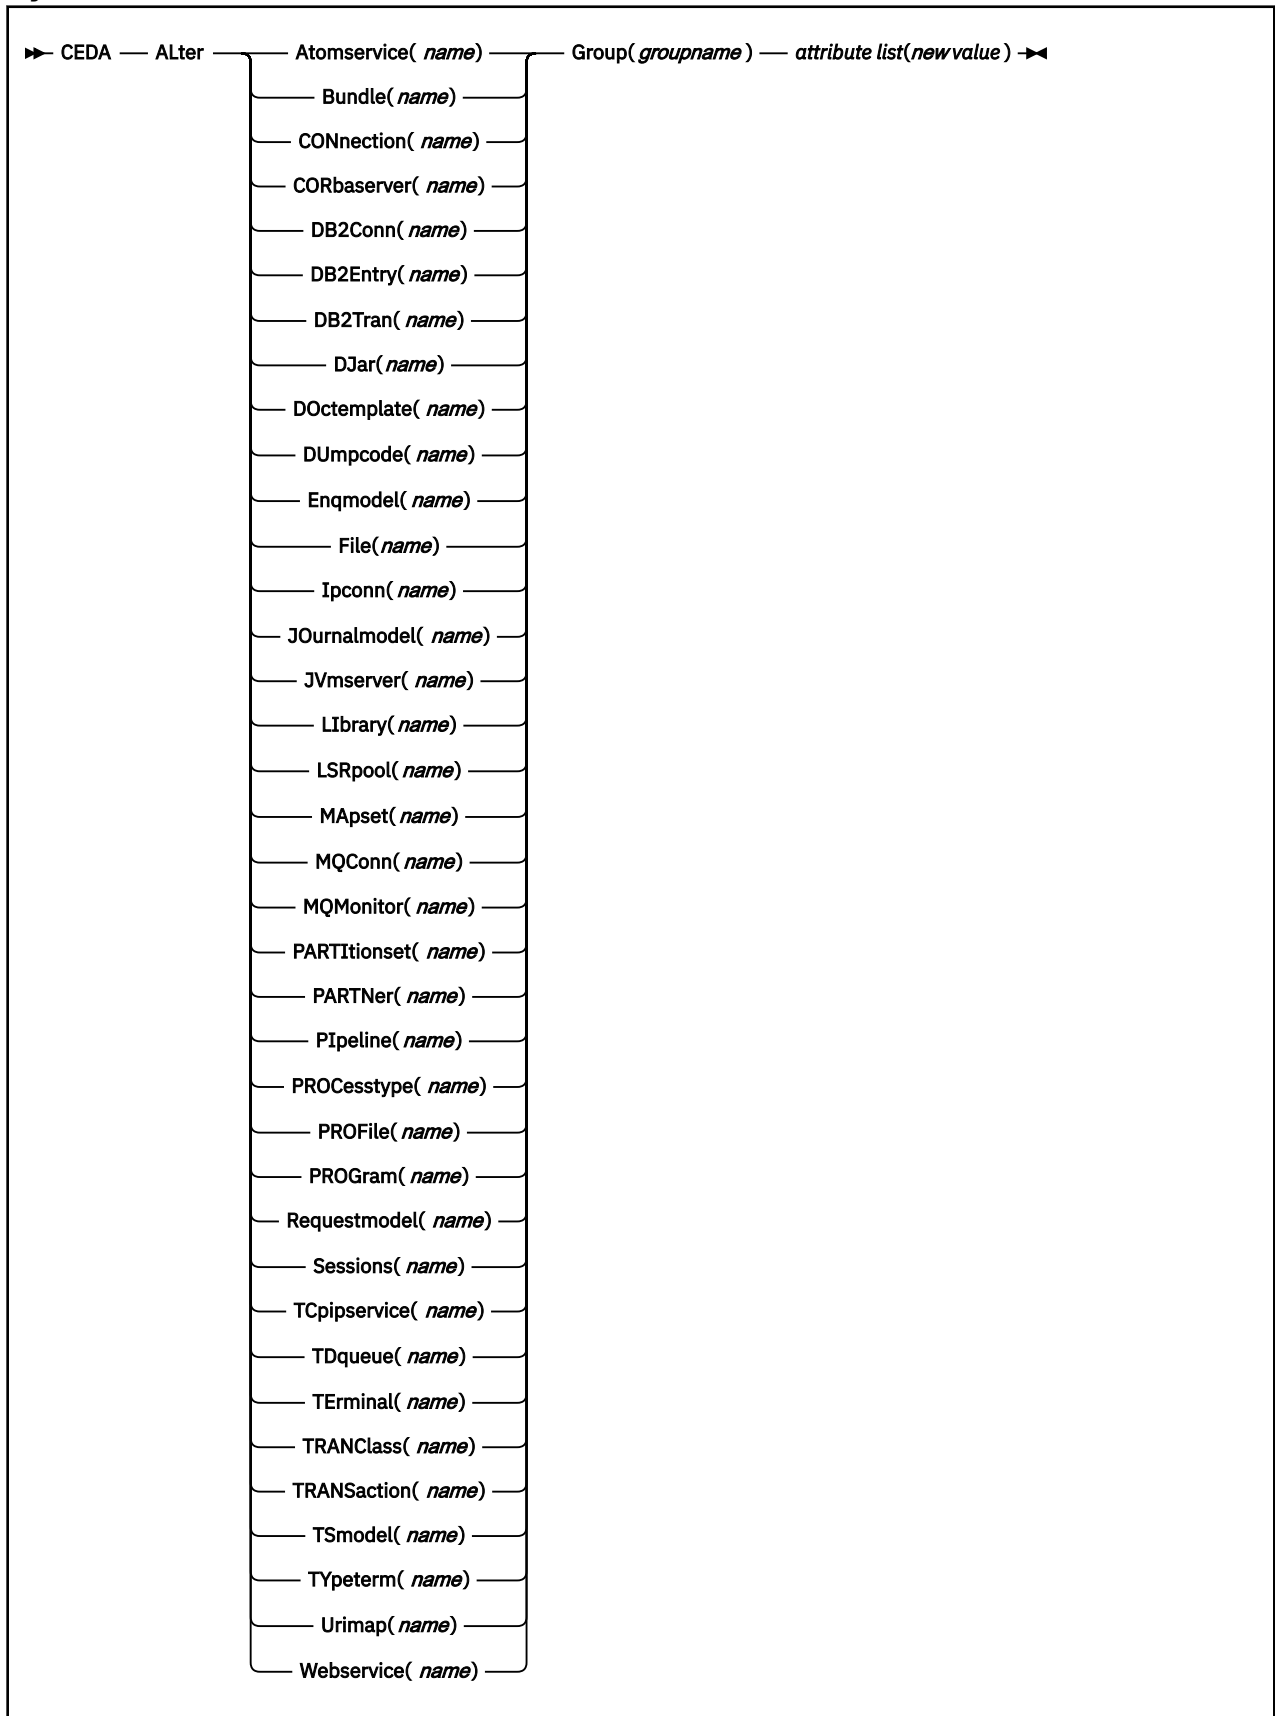 CEDA ALter Atomservice( name) Group( groupname ) attribute list(new value )
Bundle(name)
CONnection( name)
CORbaserver( name)
DB2Conn( name)
DB2Entry( name)
DB2Tran( name)
DJar(name)
DOctemplate( name)
DUmpcode( name)
Enqmodel( name)
File(name)
Ipconn( name)
JOurnalmodel( name)
JVmserver( name)
LIbrary(name)
LSRpool( name)
MApset( name)
MQConn( name)
MQMonitor( name)
PARTItionset( name)
PARTNer( name)
PIpeline( name)
PROCesstype( name)
PROFile( name)
PROGram( name)
Requestmodel( name)
Sessions( name)
TCpipservice( name)
TDqueue( name)
TErminal( name)
TRANClass( name)
TRANSaction( name)
TSmodel( name)
TYpeterm( name)
Urimap(name)
Webservice( name)